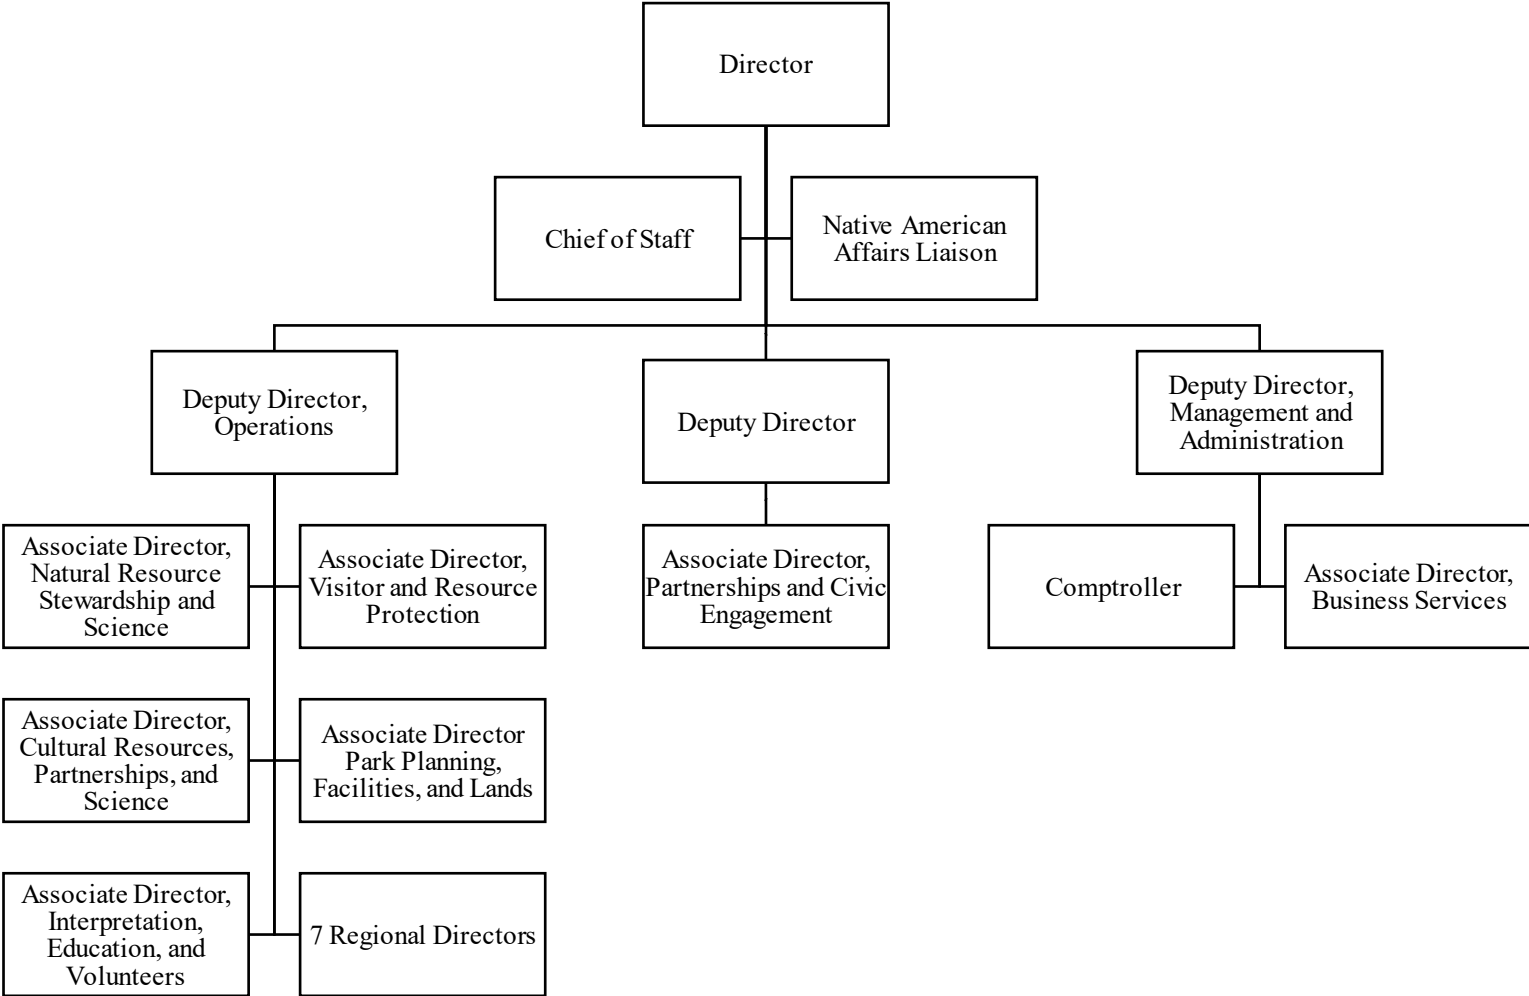 Director
Chief of Staff
Native American
Affairs Liaison
Deputy Director,
Operations
Deputy Director
Deputy Director,
Management and
Administration
Associate Director,
Natural Resource
Stewardship and
Science
Associate Director,
Visitor and Resource
Protection
Associate Director,
Partnerships and Civic
Engagement
Comptroller
Associate Director,
Business Services
Associate Director,
Cultural Resources,
Partnerships, and
Science
Associate Director
Park Planning,
Facilities, and Lands
Associate Director,
Interpretation,
Education, and
Volunteers
7 Regional Directors